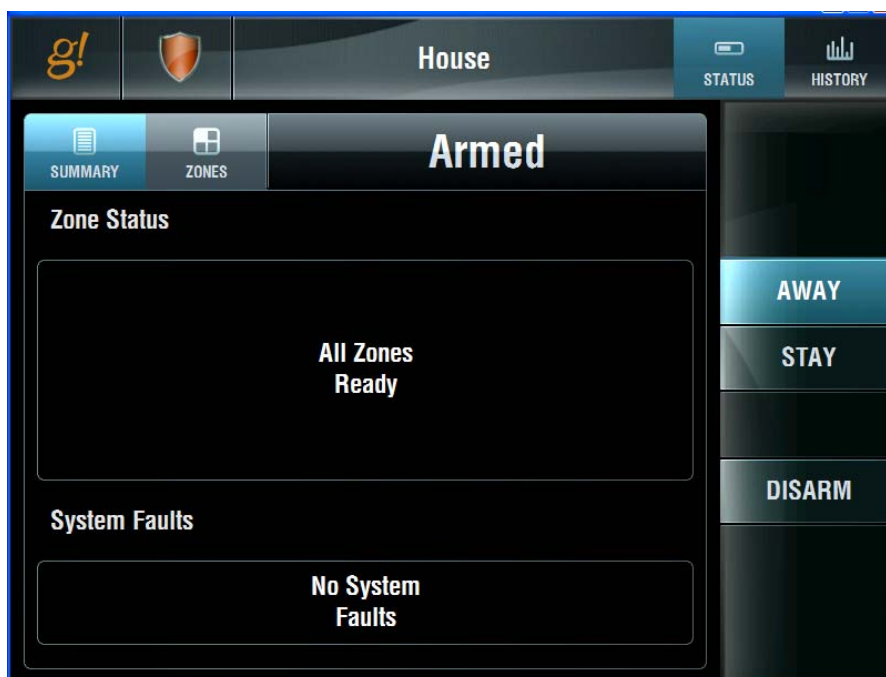 g!
House
STATUS
HISTORY
SUMMARY
ZONES
Armed
Zone Status
All Zones
Ready
AWAY
STAY
DISARM
System Faults
No System
Faults